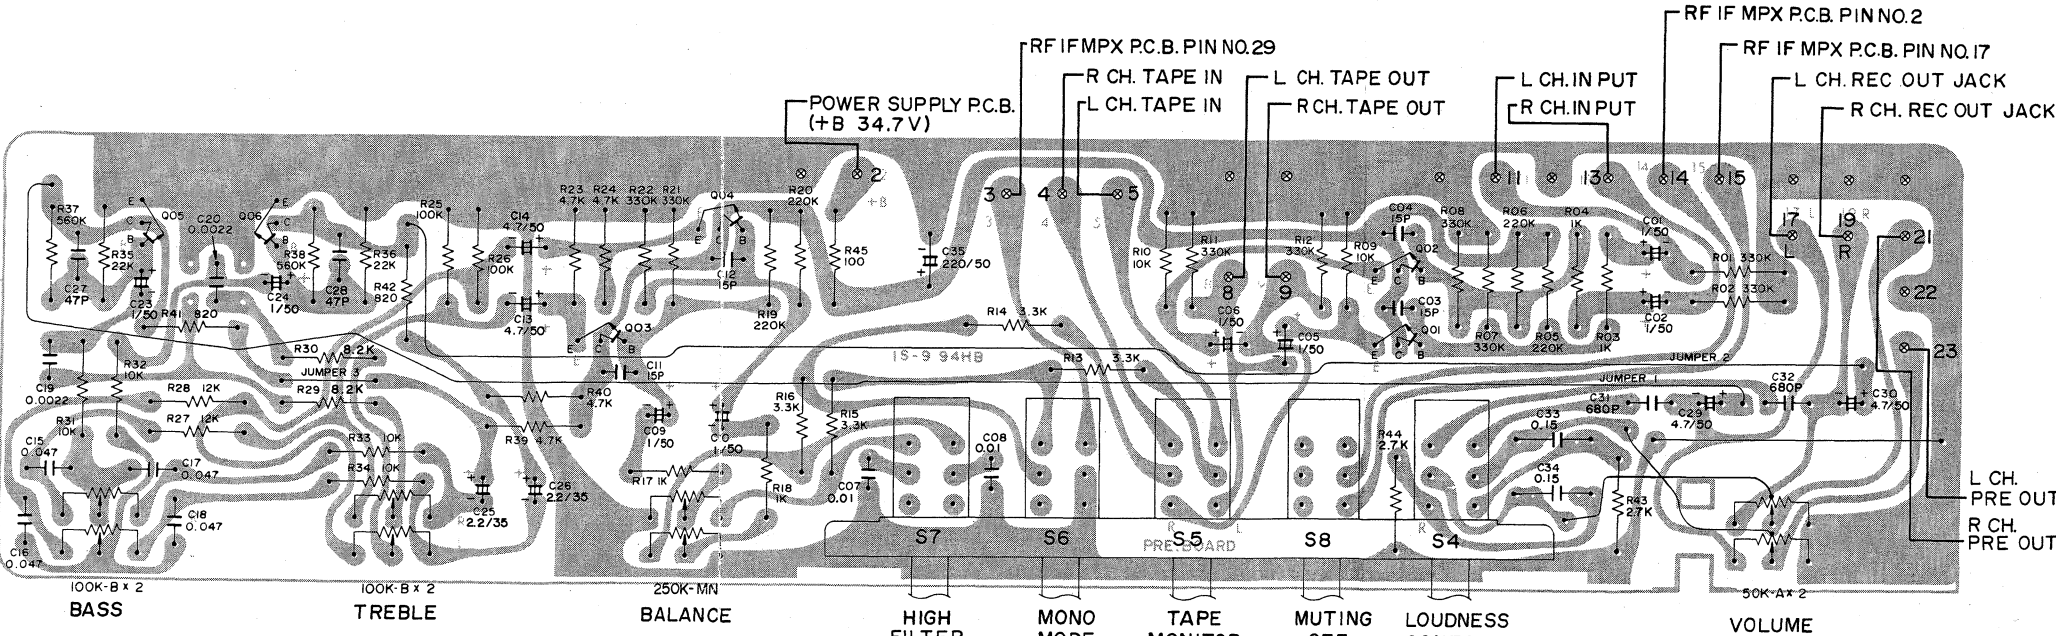 RF IF MPX P.C.B. PIN NO. 2
RF IF MPX P.C.B. PIN NO. 29
RF IF MPX P.C.B. PIN NO. 17
R CH. TAPE IN
L CH. TAPE OUT
L CH. IN PUT
L CH. REC OUT JACK
POWER SUPPLY P.C.B.
(+B 34.7V)
L CH. TAPE IN
R CH. TAPE OUT
R CH. IN PUT
R CH. REC OUT JACK
2
3
4
5
11
13
14
15
+B
3
4
5
14
15
17
L
19
R
21
22
23
8
9
17 L
R
R37
560K
E
C
B
Q05
C20
0.0022
Q06
E
C
B
R25
100K
C14
4.7/50
R23
4.7K
R24
4.7K
R22
330K
R21
330K
Q04
E
C
B
R20
220K
R35
22K
R38
560K
R36
22K
R26
100K
C12
15P
R45
100
C35
220/50
C27
47P
C23
1/50
C24
1/50
C28
47P
R42
820
C13
4.7/50
R19
220K
R41 820
Q03
E
C
B
R10
10K
R11
330K
R12
330K
R09
10K
C04
15P
Q02
E
C
B
R08
330K
R06
220K
R04
1K
C01
1/50
R01 330K
R02 330K
C03
15P
Q01
E
C
B
C06
1/50
C05
1/50
R07
330K
R05
220K
R03
1K
C02
1/50
R14 3.3K
R13 3.3K
IS-9 94HB
JUMPER 2
JUMPER 1
R30 8.2K
JUMPER 3
R29 8.2K
R32
10K
R28 12K
R27 12K
C19
0.0022
R31
10K
C11
15P
R40
4.7K
R39 4.7K
C09
1/50
1/50
R16
3.3K
R15
3.3K
C31
680P
C29
4.7/50
C32
680P
C30
4.7/50
C15
0.047
C17
0.047
R33 10K
R34 10K
R17 1K
R18
1K
C07
0.01
C08
0.01
R44
2.7K
C33
0.15
C34
0.15
R43
2.7K
C18
0.047
C16
0.047
C25
2.2/35
C26
2.2/35
R
R
L
R
L CH.
PRE OUT
R CH.
PRE OUT
S7
S6
S5
S8
S4
PRE.BOARD
100K-B×2
100K-B×2
250K-MN
50K-A×2
BASS
TREBLE
BALANCE
HIGH
FILTER
MONO
MODE
TAPE
MONITOR
MUTING
LOUDNESS
VOLUME